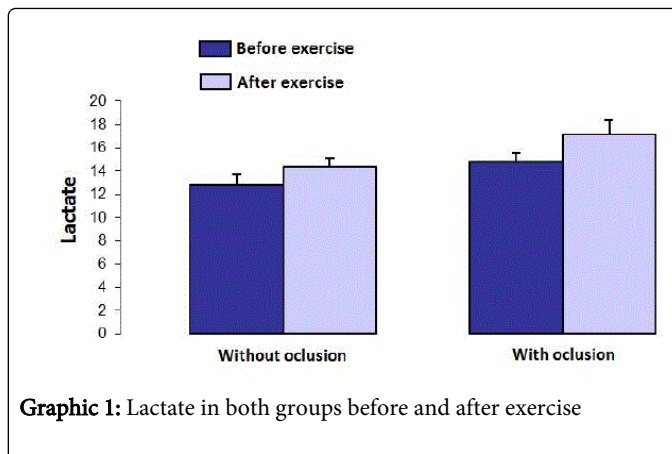 Before exercise
After exercise
20
18
16
14
12
10
8
6
4
2
0
Lactate
Without oclusion
With oclusion
Graphic 1: Lactate in both groups before and after exercise